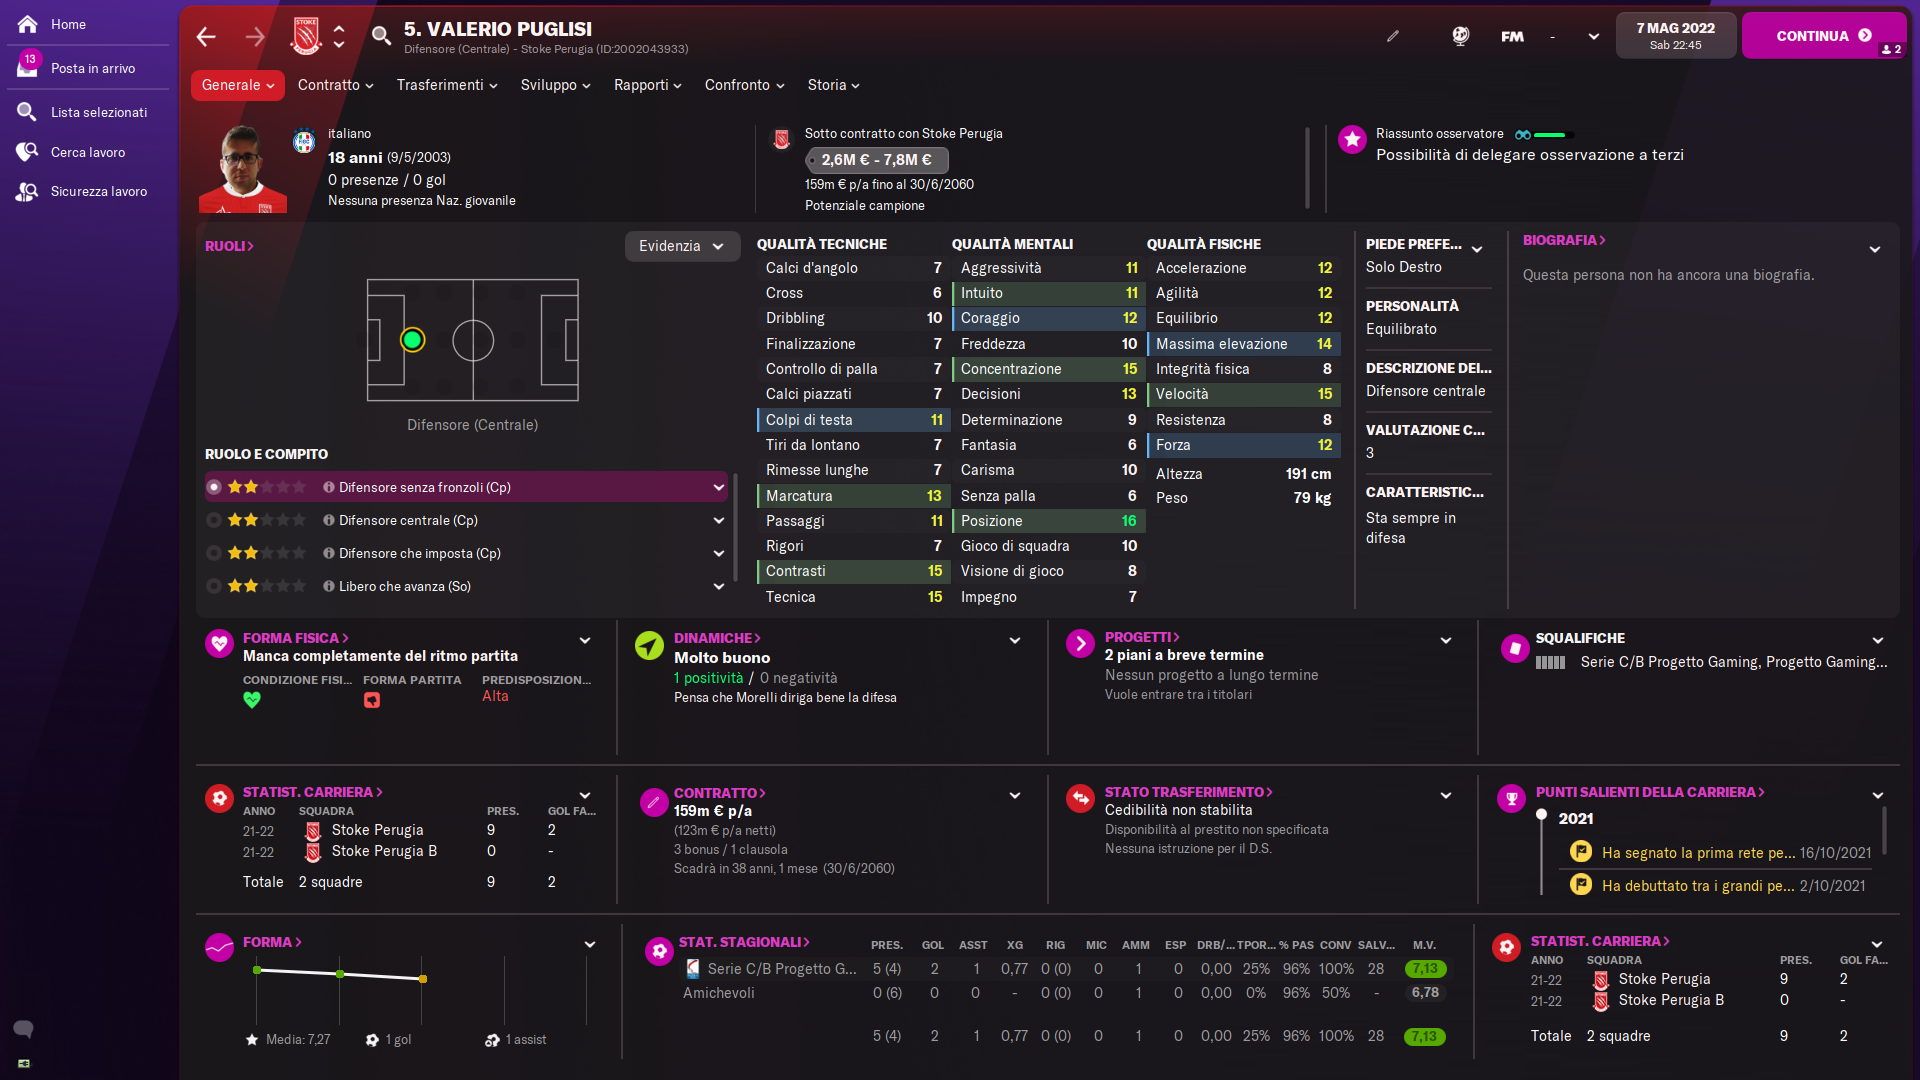 Home
13
Posta in arrivo
Lista selezionati
Cerca lavoro
Sicurezza lavoro
STOKE
5. VALERIO PUGLISI
Difensore (Centrale) - Stoke Perugia (ID:2002043933)
FM
-
7 MAG 2022
Sab 22:45
CONTINUA
2
Generale
Contratto
Trasferimenti
Sviluppo
Rapporti
Confronto
Storia
italiano
18 anni (9/5/2003)
0 presenze / 0 gol
Nessuna presenza Naz. giovanile
Sotto contratto con Stoke Perugia
2,6M € - 7,8M €
159m € p/a fino al 30/6/2060
Potenziale campione
Riassunto osservatore
Possibilità di delegare osservazione a terzi
RUOLI
Evidenzia
Difensore (Centrale)
RUOLO E COMPITO
Difensore senza fronzoli (Cp)
Difensore centrale (Cp)
Difensore che imposta (Cp)
Libero che avanza (So)
QUALITÀ TECNICHE
Calci d'angolo 7
Cross 6
Dribbling 10
Finalizzazione 7
Controllo di palla 7
Calci piazzati 7
Colpi di testa 11
Tiri da lontano 7
Rimesse lunghe 7
Marcatura 13
Passaggi 11
Rigori 7
Contrasti 15
Tecnica 15
QUALITÀ MENTALI
Aggressività 11
Intuito 11
Coraggio 12
Freddezza 10
Concentrazione 15
Decisioni 13
Determinazione 9
Fantasia 6
Carisma 10
Senza palla 6
Posizione 16
Gioco di squadra 10
Visione di gioco 8
Impegno 7
QUALITÀ FISICHE
Accelerazione 12
Agilità 12
Equilibrio 12
Massima elevazione 14
Integrità fisica 8
Velocità 15
Resistenza 8
Forza 12
Altezza 191 cm
Peso 79 kg
PIEDE PREFE...
Solo Destro
PERSONALITÀ
Equilibrato
DESCRIZIONE DEI...
Difensore centrale
VALUTAZIONE C...
3
CARATTERISTIC...
Sta sempre in
difesa
BIOGRAFIA
Questa persona non ha ancora una biografia.
FORMA FISICA
Manca completamente del ritmo partita
CONDIZIONE FISI... FORMA PARTITA PREDISPOSIZION...
Alta
DINAMICHE
Molto buono
1 positività / 0 negatività
Pensa che Morelli diriga bene la difesa
PROGETTI
2 piani a breve termine
Nessun progetto a lungo termine
Vuole entrare tra i titolari
SQUALIFICHE
Serie C/B Progetto Gaming, Progetto Gaming...
STATIST. CARRIERA
ANNO SQUADRA PRES. GOL FA...
21-22 Stoke Perugia 9 2
21-22 Stoke Perugia B 0 -
Totale 2 squadre 9 2
CONTRATTO
159m € p/a
(123m € p/a netti)
3 bonus / 1 clausola
Scadrà in 38 anni, 1 mese (30/6/2060)
STATO TRASFERIMENTO
Cedibilità non stabilita
Disponibilità al prestito non specificata
Nessuna istruzione per il D.S.
PUNTI SALIENTI DELLA CARRIERA
2021
Ha segnato la prima rete pe... 16/10/2021
Ha debuttato tra i grandi pe... 2/10/2021
FORMA
Media: 7,27
1 gol
1 assist
STAT. STAGIONALI PRES. GOL ASST XG RIG MIC AMM ESP DRB/... TPOR... % PAS CONV SALV... M.V.
Serie C/B Progetto G... 5 (4) 2 1 0,77 0 (0) 0 1 0 0,00 25% 96% 100% 28 7,13
Amichevoli 0 (6) 0 0 - 0 (0) 0 1 0 0,00 0% 96% 50% - 6,78
5 (4) 2 1 0,77 0 (0) 0 1 0 0,00 25% 96% 100% 28 7,13
STATIST. CARRIERA
ANNO SQUADRA PRES. GOL FA...
21-22 Stoke Perugia 9 2
21-22 Stoke Perugia B 0 -
Totale 2 squadre 9 2